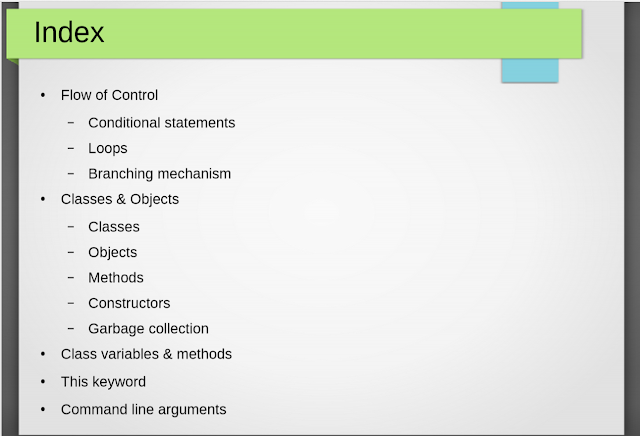 Index
• Flow of Control
– Conditional statements
– Loops
– Branching mechanism
• Classes & Objects
– Classes
– Objects
– Methods
– Constructors
– Garbage collection
• Class variables & methods
• This keyword
• Command line arguments